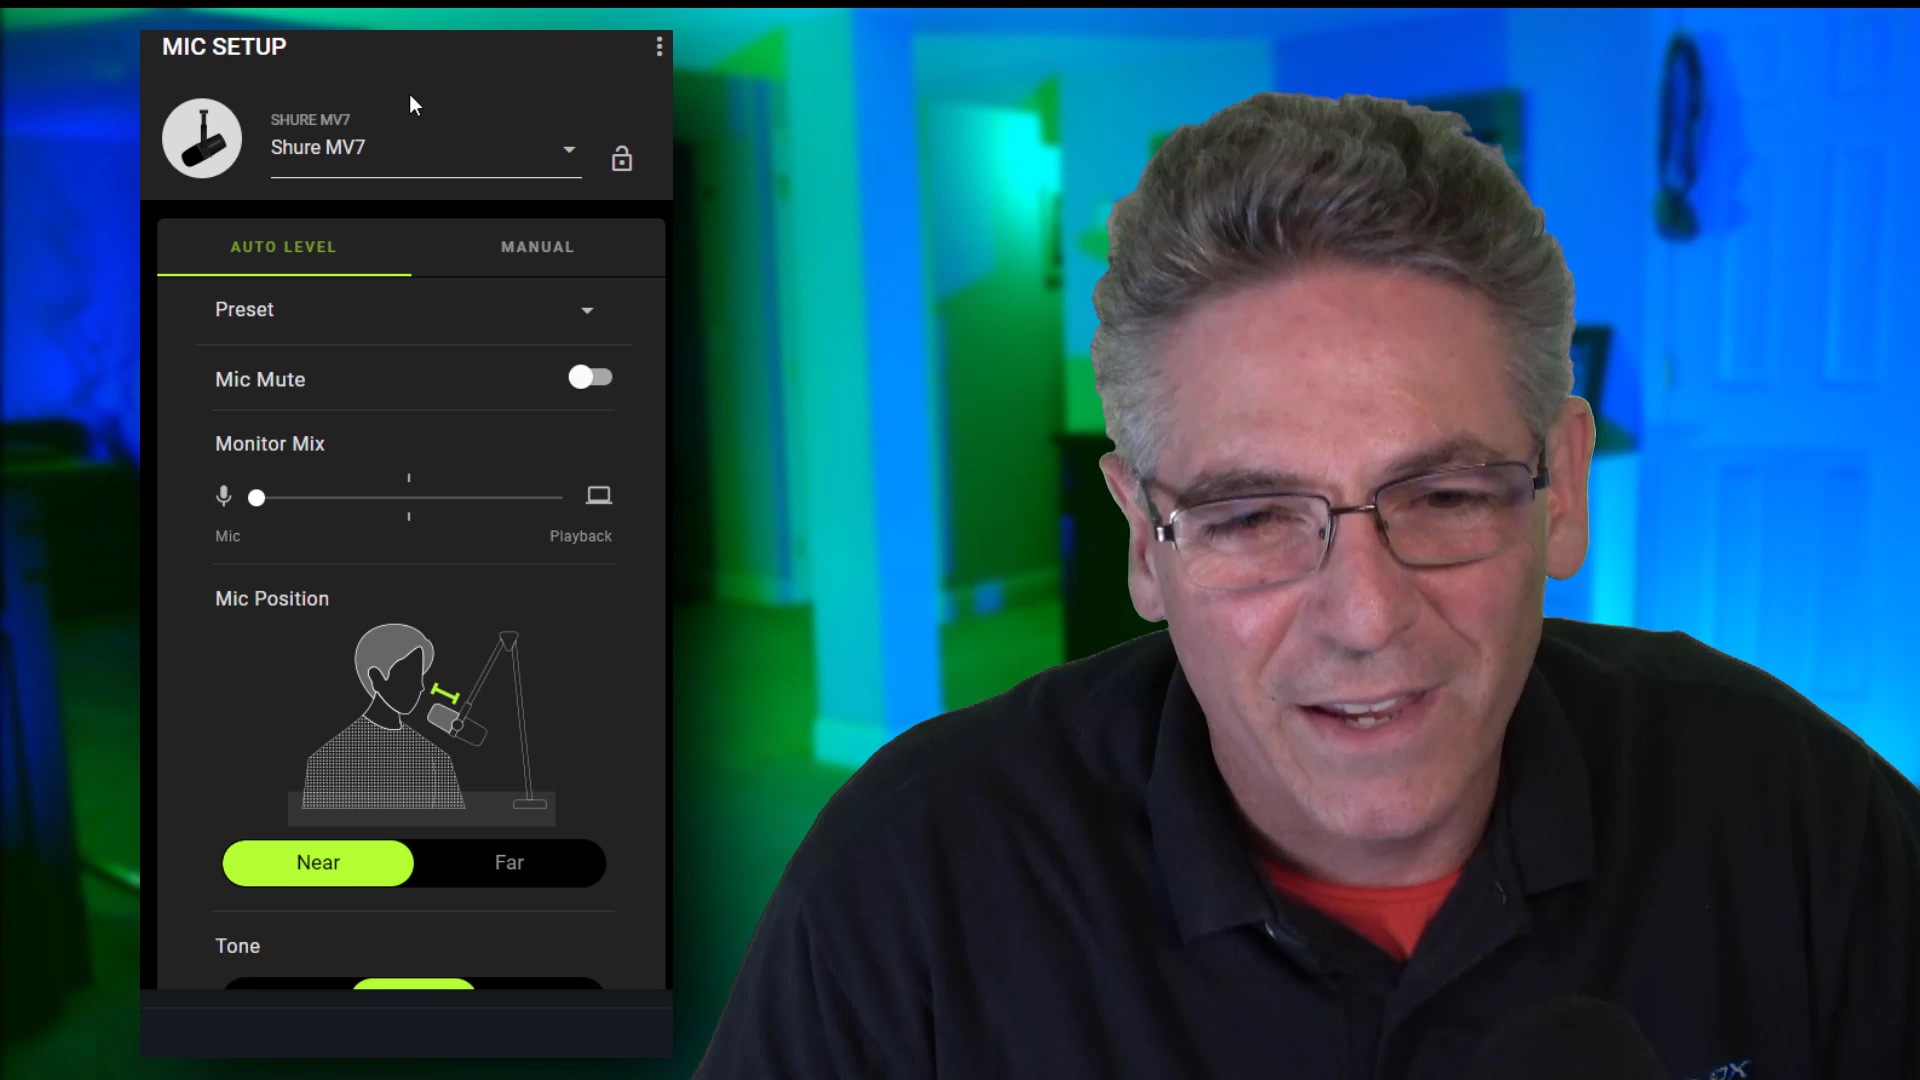 MIC SETUP
SHURE MV7
Shure MV7
AUTO LEVEL
MANUAL
Preset
Mic Mute
Monitor Mix
Mic
Playback
Mic Position
Near
Far
Tone